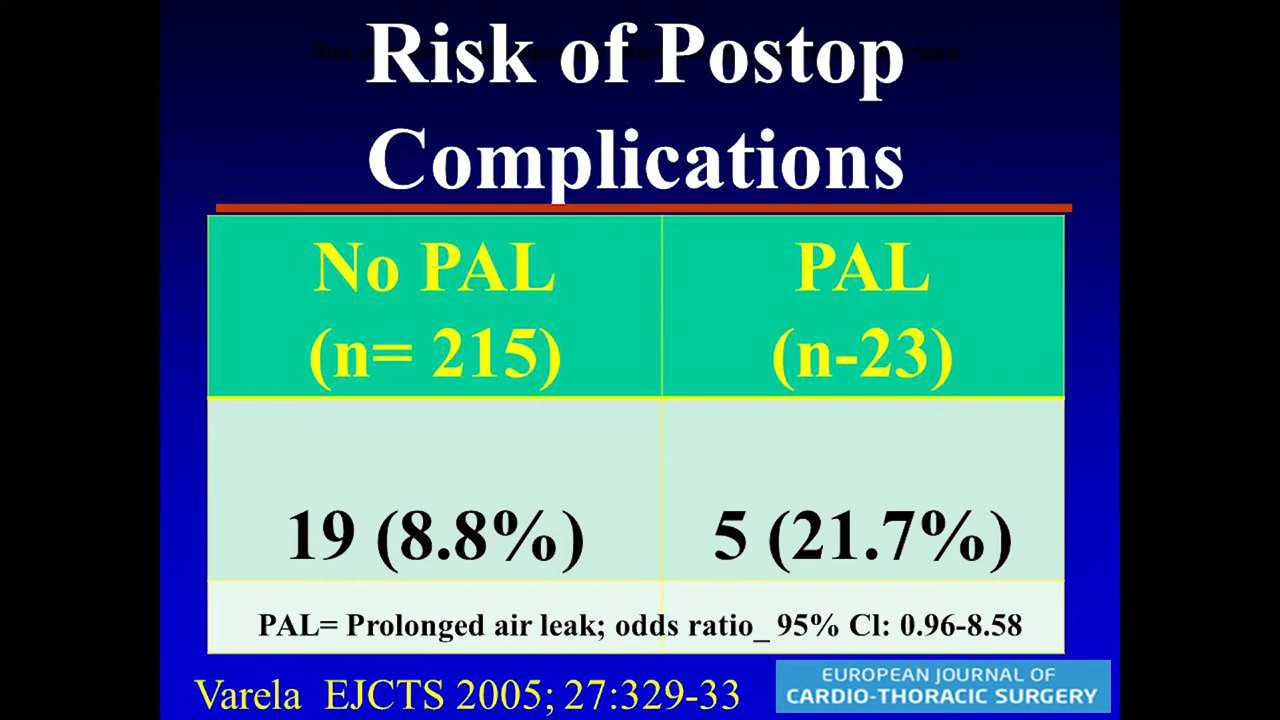 Risk of Postop
Complications
No PAL
(n= 215)
PAL
(n-23)
19 (8.8%)
5 (21.7%)
PAL= Prolonged air leak; odds ratio_ 95% Cl: 0.96-8.58
Varela EJCTS 2005; 27:329-33
EUROPEAN JOURNAL OF
CARDIO-THORACIC SURGERY